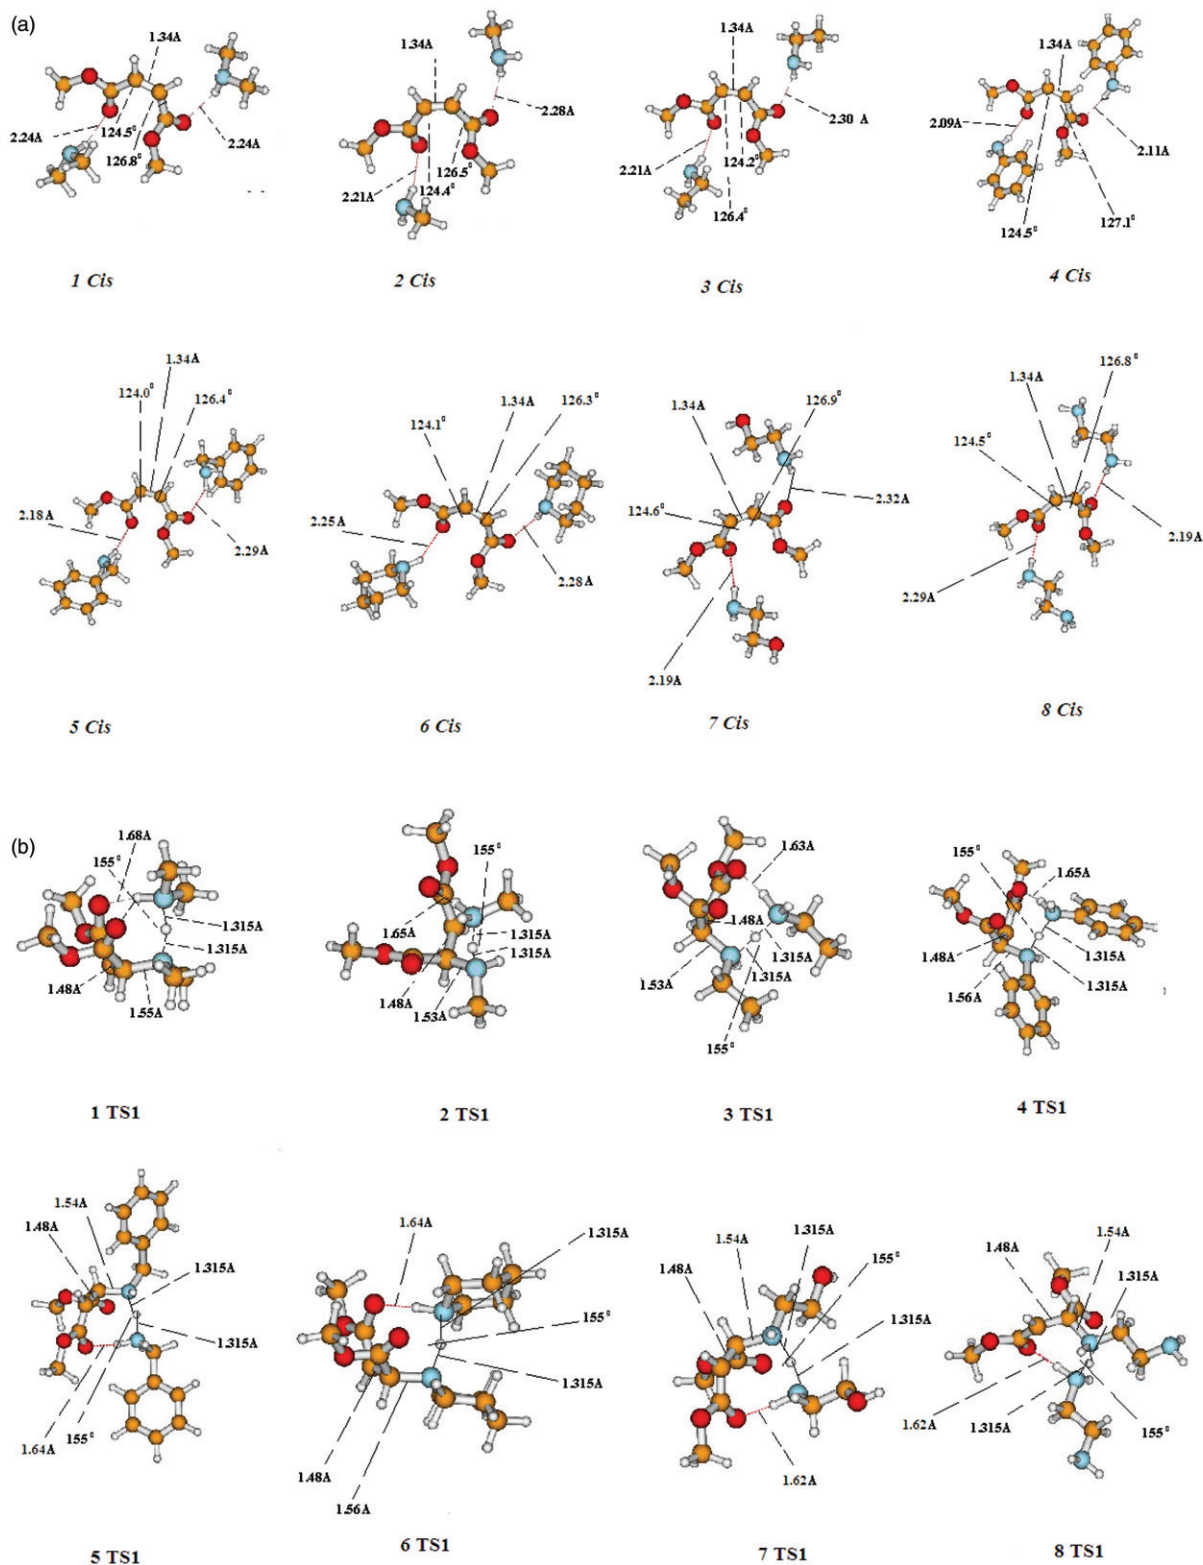 (a)
1.34A
2.24A
124.5°
126.8°
2.24A
1 Cis
1.34A
2.28A
2.21A
124.4°
126.5°
2 Cis
1.34A
2.30 A
2.21A
124.2°
126.4°
3 Cis
1.34A
2.09A
2.11A
124.5°
127.1°
4 Cis
1.34A
124.0°
126.4°
2.18A
2.29A
5 Cis
124.1°
1.34A
126.3°
2.25A
2.28A
6 Cis
1.34A
126.9°
124.6°
2.32A
2.19A
7 Cis
1.34A
126.8°
124.5°
2.19A
2.29A
8 Cis
(b)
1.68A
155°
1.315A
1.315A
1.48A
1.55A
1 TS1
155°
1.65A
1.315A
1.315A
1.48A
1.53A
2 TS1
1.63A
1.48A
1.315A
1.315A
1.53A
155°
3 TS1
155°
1.65A
1.48A
1.315A
1.56A
1.315A
4 TS1
1.54A
1.48A
1.315A
1.315A
1.64A
155°
5 TS1
1.64A
1.315A
155°
1.315A
1.48A
1.56A
6 TS1
1.315A
1.54A
1.48A
155°
1.315A
1.62A
7 TS1
1.54A
1.48A
1.315A
1.62A
1.315A
155°
8 TS1